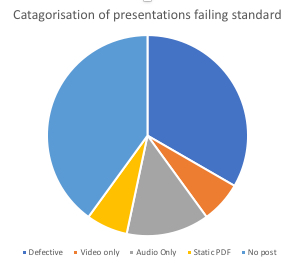 Catagorisation of presentations failing standard
Defective Video only Audio Only Static PDF No post